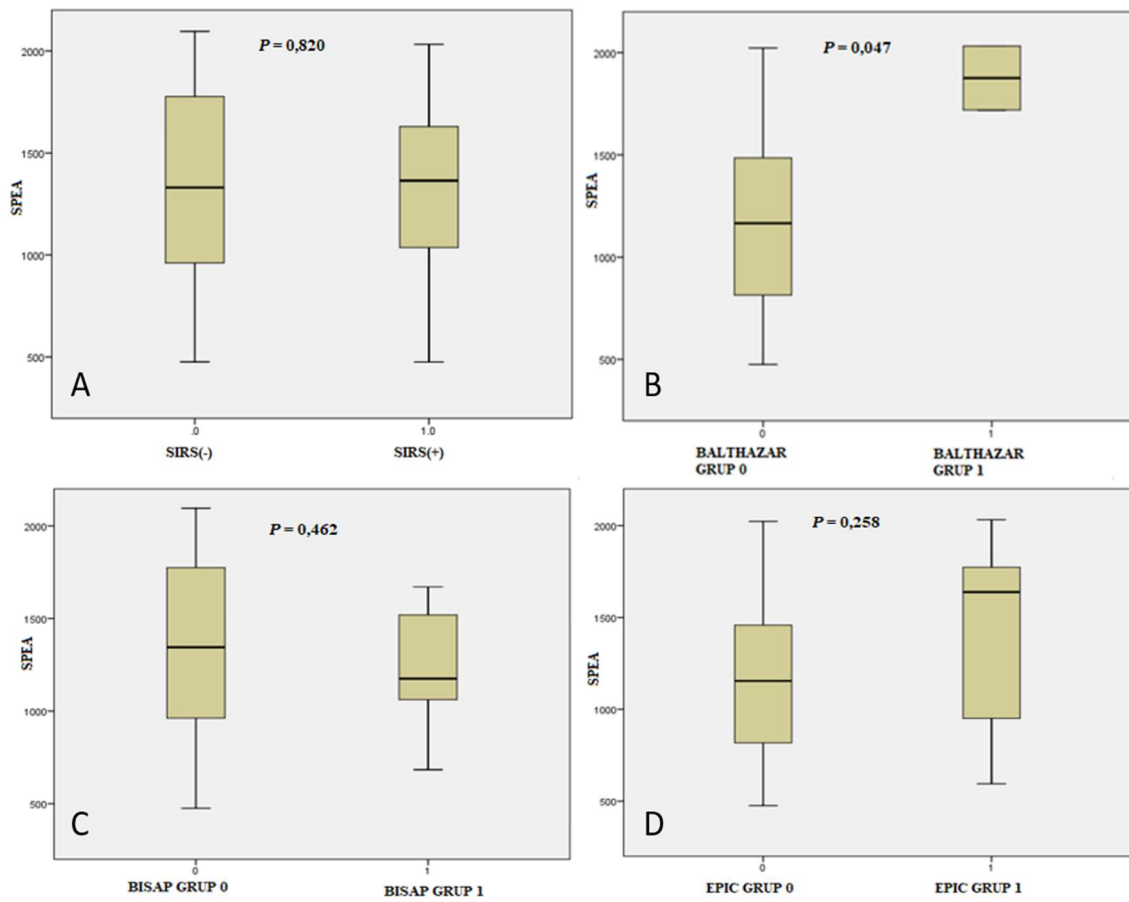 P = 0,820
2000
1500
1000
500
SPEA
A
.0
1.0
SIRS(-)
SIRS(+)
P = 0,047
2000
1500
1000
500
SPEA
B
0
1
BALTHAZAR
GRUP 0
BALTHAZAR
GRUP 1
P = 0,462
2000
1500
1000
500
SPEA
C
0
1
BISAP GRUP 0
BISAP GRUP 1
P = 0,258
2000
1500
1000
500
SPEA
D
0
1
EPIC GRUP 0
EPIC GRUP 1